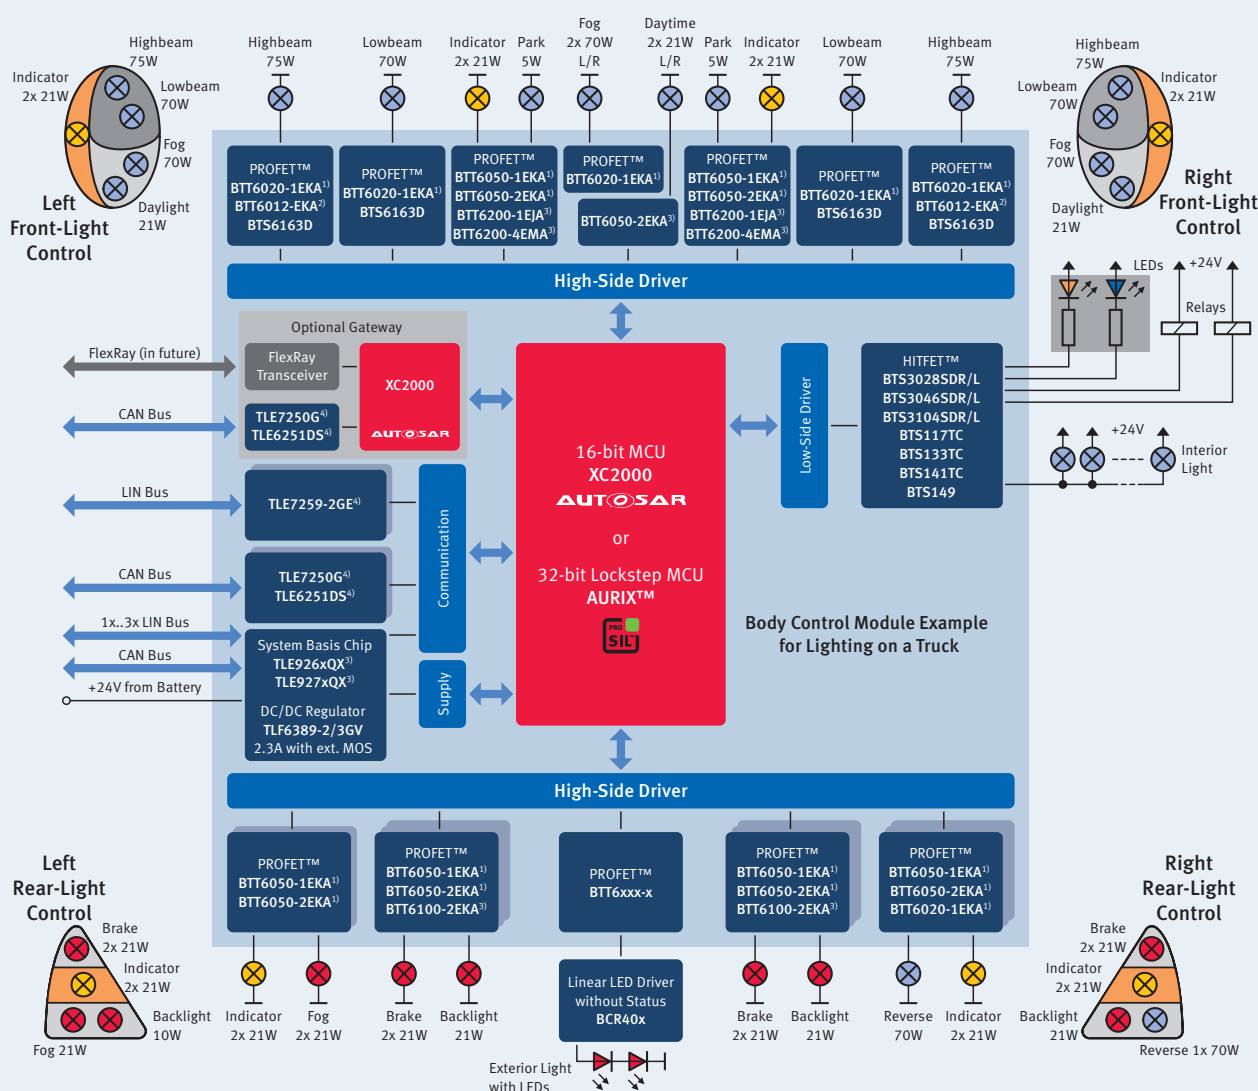 Highbeam
75W
Indicator
2x 21W
Lowbeam
70W
Fog
70W
Daylight
21W
Left
Front-Light
Control
Highbeam
75W
Lowbeam
70W
Indicator
2x 21W
Park
5W
Fog
2x 70W
L/R
Daytime
2x 21W
L/R
Park
5W
Indicator
2x 21W
Lowbeam
70W
Highbeam
75W
Highbeam
75W
Indicator
2x 21W
Lowbeam
70W
Fog
70W
Daylight
21W
Right
Front-Light
Control
PROFET™
BTT6020-1EKA1)
BTT6012-EKA2)
BTS6163D
PROFET™
BTT6020-1EKA1)
BTS6163D
PROFET™
BTT6050-1EKA1)
BTT6050-2EKA1)
BTT6200-1EJA3)
BTT6200-4EMA3)
PROFET™
BTT6020-1EKA1)
BTT6050-2EKA3)
PROFET™
BTT6050-1EKA1)
BTT6050-2EKA1)
BTT6200-1EJA3)
BTT6200-4EMA3)
PROFET™
BTT6020-1EKA1)
BTS6163D
PROFET™
BTT6020-1EKA1)
BTT6012-EKA2)
BTS6163D
High-Side Driver
Optional Gateway
FlexRay (in future)
FlexRay
Transceiver
XC2000
AUTOSAR
CAN Bus
TLE7250G4)
TLE6251DS4)
LIN Bus
TLE7259-2GE4)
CAN Bus
TLE7250G4)
TLE6251DS4)
Communication
1x..3x LIN Bus
CAN Bus
+24V from Battery
System Basis Chip
TLE926xQX3)
TLE927xQX3)
DC/DC Regulator
TLF6389-2/3GV
2.3A with ext. MOS
Supply
16-bit MCU
XC2000
AUTOSAR
or
32-bit Lockstep MCU
AURIX™
PRO
SIL™
Low-Side Driver
HITFET™
BTS3028SDR/L
BTS3046SDR/L
BTS3104SDR/L
BTS117TC
BTS133TC
BTS141TC
BTS149
LEDs
+24V
Relays
+24V
Interior
Light
Body Control Module Example
for Lighting on a Truck
High-Side Driver
PROFET™
BTT6050-1EKA1)
BTT6050-2EKA1)
PROFET™
BTT6050-1EKA1)
BTT6050-2EKA1)
BTT6100-2EKA3)
PROFET™
BTT6xxx-x
PROFET™
BTT6050-1EKA1)
BTT6050-2EKA1)
BTT6100-2EKA3)
PROFET™
BTT6050-1EKA1)
BTT6050-2EKA1)
BTT6020-1EKA1)
Left
Rear-Light
Control
Brake
2x 21W
Indicator
2x 21W
Backlight
10W
Fog 21W
Indicator
2x 21W
Fog
2x 21W
Brake
2x 21W
Backlight
21W
Linear LED Driver
without Status
BCR40x
Exterior Light
with LEDs
Brake
2x 21W
Backlight
21W
Reverse
70W
Indicator
2x 21W
Right
Rear-Light
Control
Brake
2x 21W
Indicator
2x 21W
Backlight
21W
Reverse 1x 70W